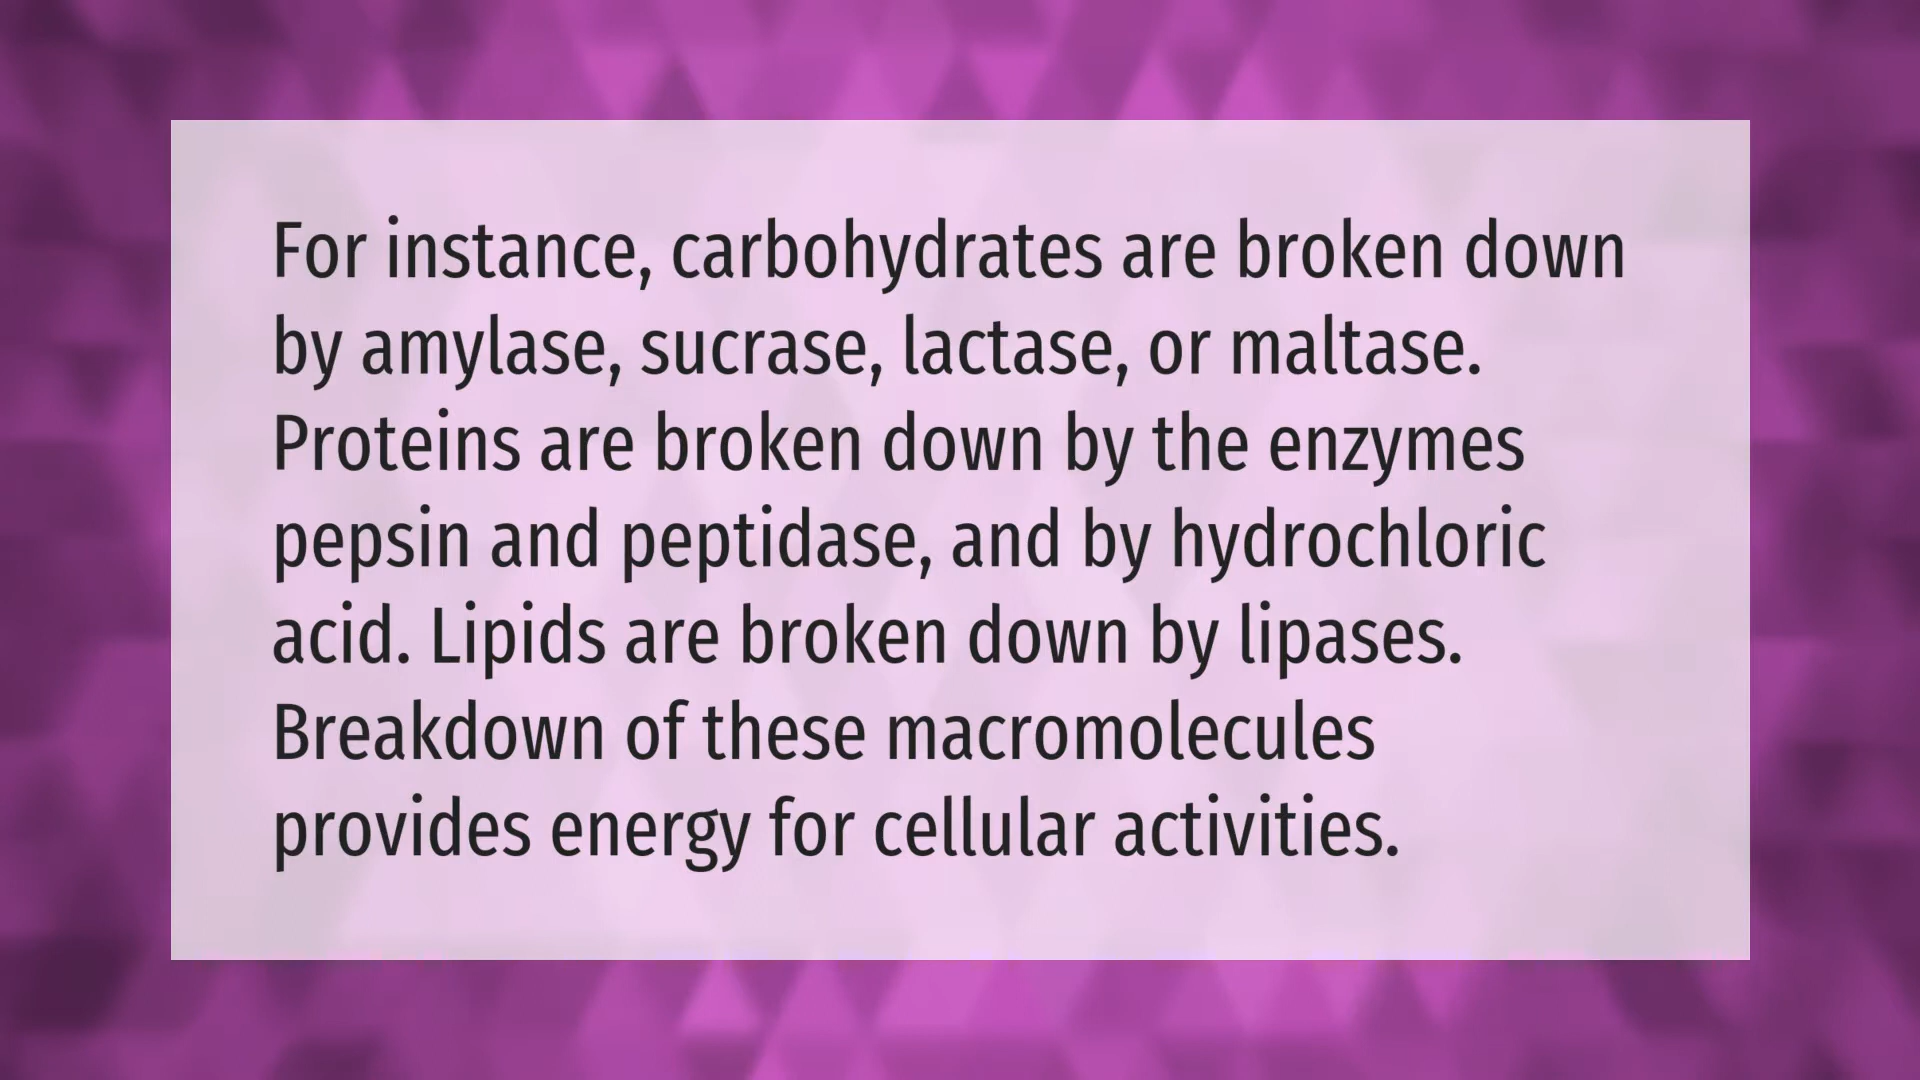 For instance, carbohydrates are broken down
by amylase, sucrase, lactase, or maltase.
Proteins are broken down by the enzymes
pepsin and peptidase, and by hydrochloric
acid. Lipids are broken down by lipases.
Breakdown of these macromolecules
provides energy for cellular activities.